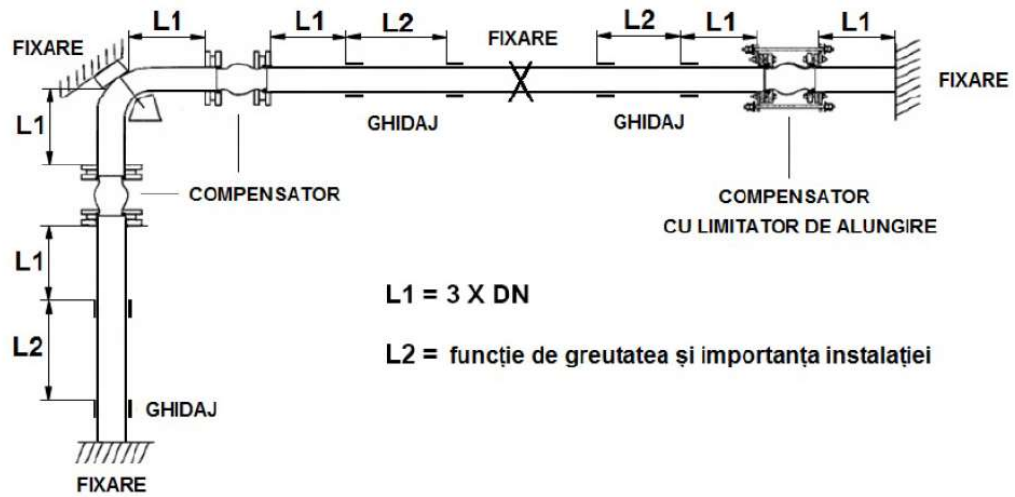 L1
L1
L2
L2
L1
L1
FIXARE
FIXARE
FIXARE
L1
GHIDAJ
GHIDAJ
COMPENSATOR
COMPENSATOR
CU LIMITATOR DE ALUNGIRE
L1
L1 = 3 X DN
L2
L2 = funcție de greutatea și importanța instalației
GHIDAJ
FIXARE